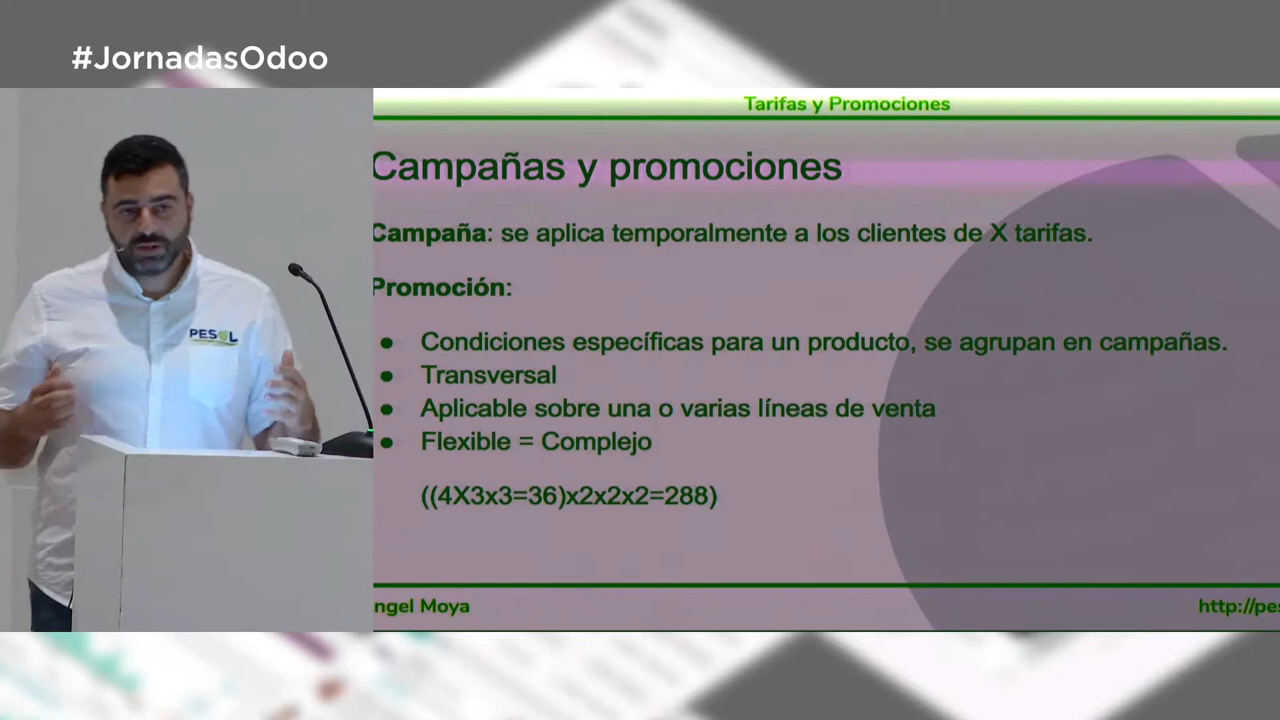 #JornadasOdoo
Tarifas y Promociones
Campañas y promociones
Campaña: se aplica temporalmente a los clientes de X tarifas.
Promoción:
PES L
● Condiciones específicas para un producto, se agrupan en campañas.
● Transversal
● Aplicable sobre una o varias líneas de venta
● Flexible = Complejo
((4X3x3=36)x2x2x2=288)
ngel Moya
http://pes